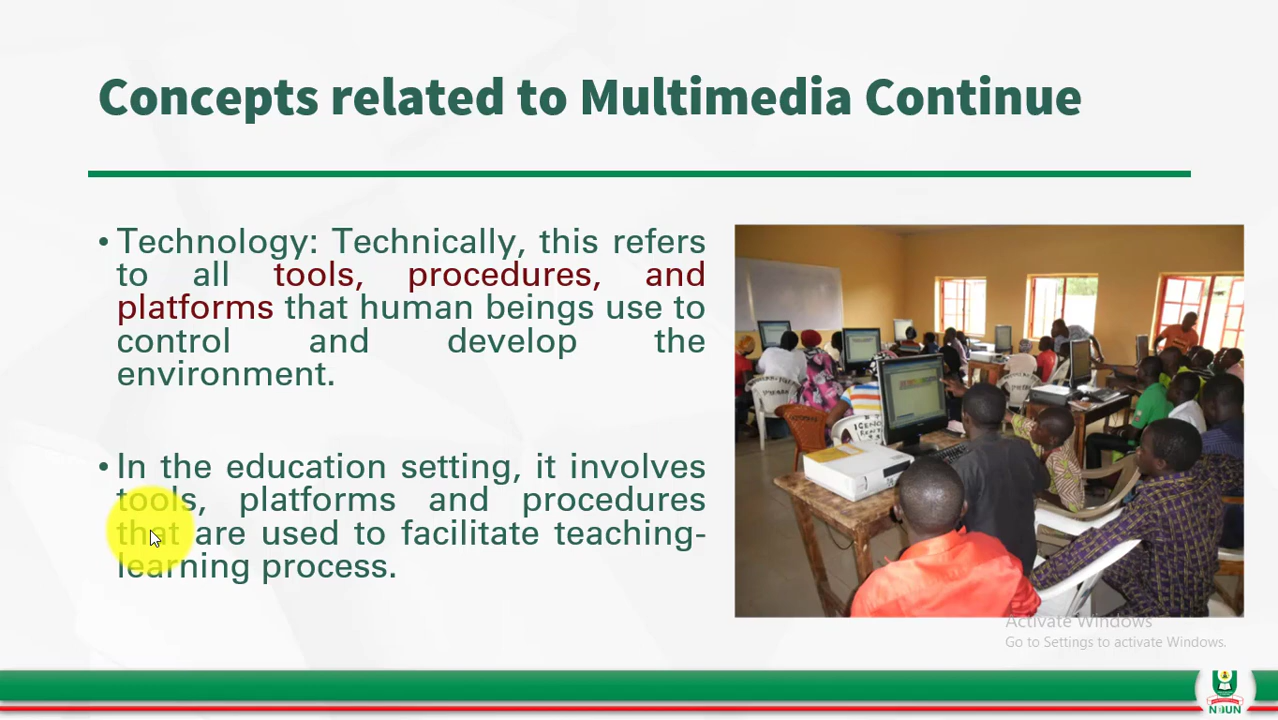 Concepts related to Multimedia Continue
• Technology: Technically, this refers
to all tools, procedures, and
platforms that human beings use to
control and develop the
environment.
• In the education setting, it involves
tools, platforms and procedures
that are used to facilitate teaching-
learning process.
Activate Windows
Go to Settings to activate Windows.
NOUN